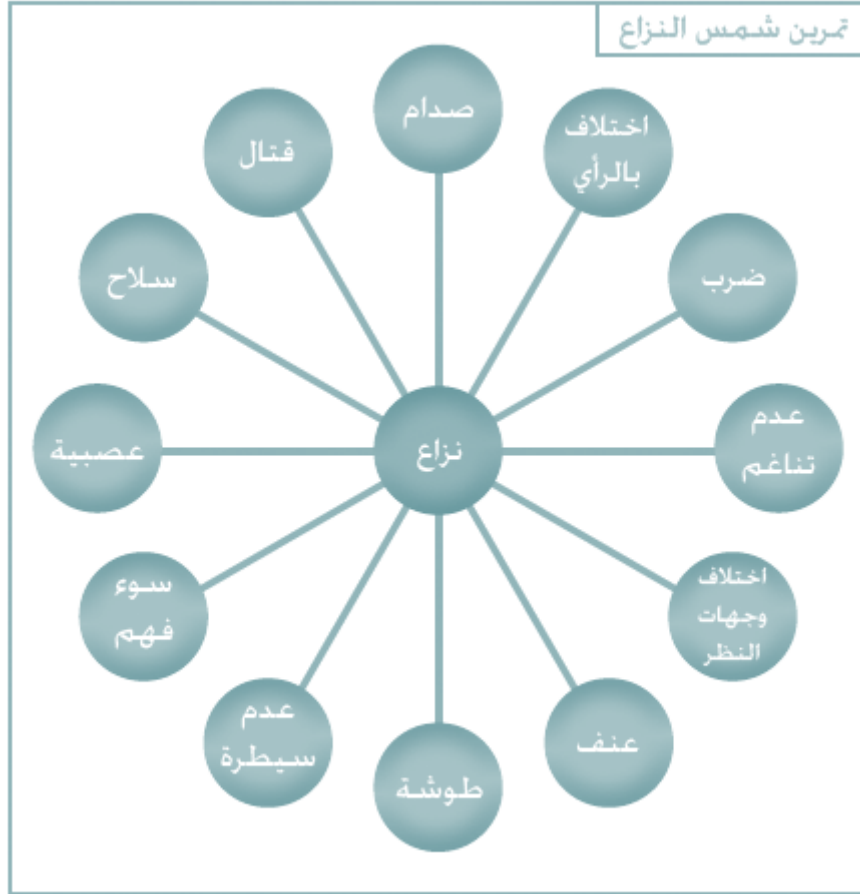 تمرين شمس النزاع
صدام
اختلاف
بالرأي
ضرب
عدم
تناغم
اختلاف
وجهات
النظر
عنف
طوشة
عدم
سيطرة
سوء
فهم
عصبية
سلاح
قتال
نزاع